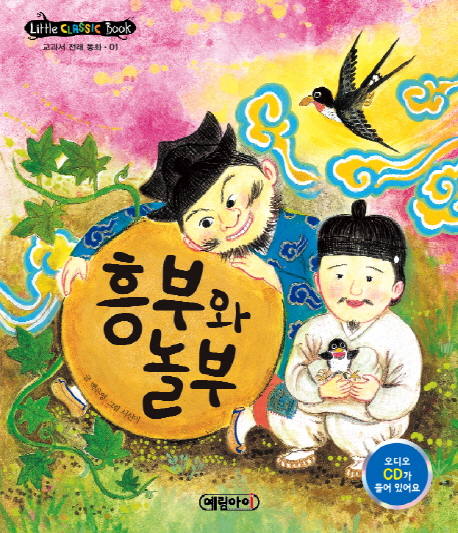 Little CLASSIC Book
교과서 전래 동화 · 01
흥부와
놀부
오디오
CD가
들어 있어요
예림아이